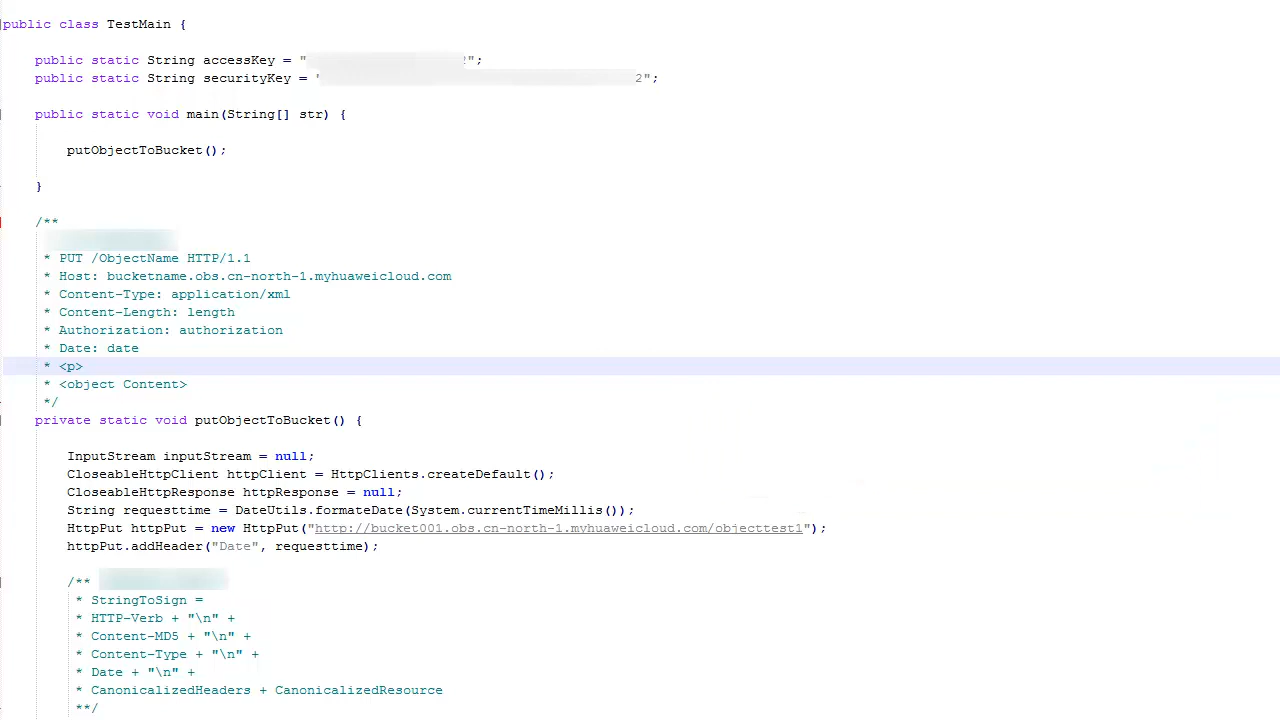 public class TestMain {
public static String accessKey = "2";
public static String securityKey = "2";
public static void main(String[] str) {
putObjectToBucket();
}
/**
* PUT /ObjectName HTTP/1.1
* Host: bucketname.obs.cn-north-1.myhuaweicloud.com
* Content-Type: application/xml
* Content-Length: length
* Authorization: authorization
* Date: date
* <p>
* <object Content>
*/
private static void putObjectToBucket() {
InputStream inputStream = null;
CloseableHttpClient httpClient = HttpClients.createDefault();
CloseableHttpResponse httpResponse = null;
String requesttime = DateUtils.formateDate(System.currentTimeMillis());
HttpPut httpPut = new HttpPut("http://bucket001.obs.cn-north-1.myhuaweicloud.com/objecttest1");
httpPut.addHeader("Date", requesttime);
/**
* StringToSign =
* HTTP-Verb + "\n" +
* Content-MD5 + "\n" +
* Content-Type + "\n" +
* Date + "\n" +
* CanonicalizedHeaders + CanonicalizedResource
**/